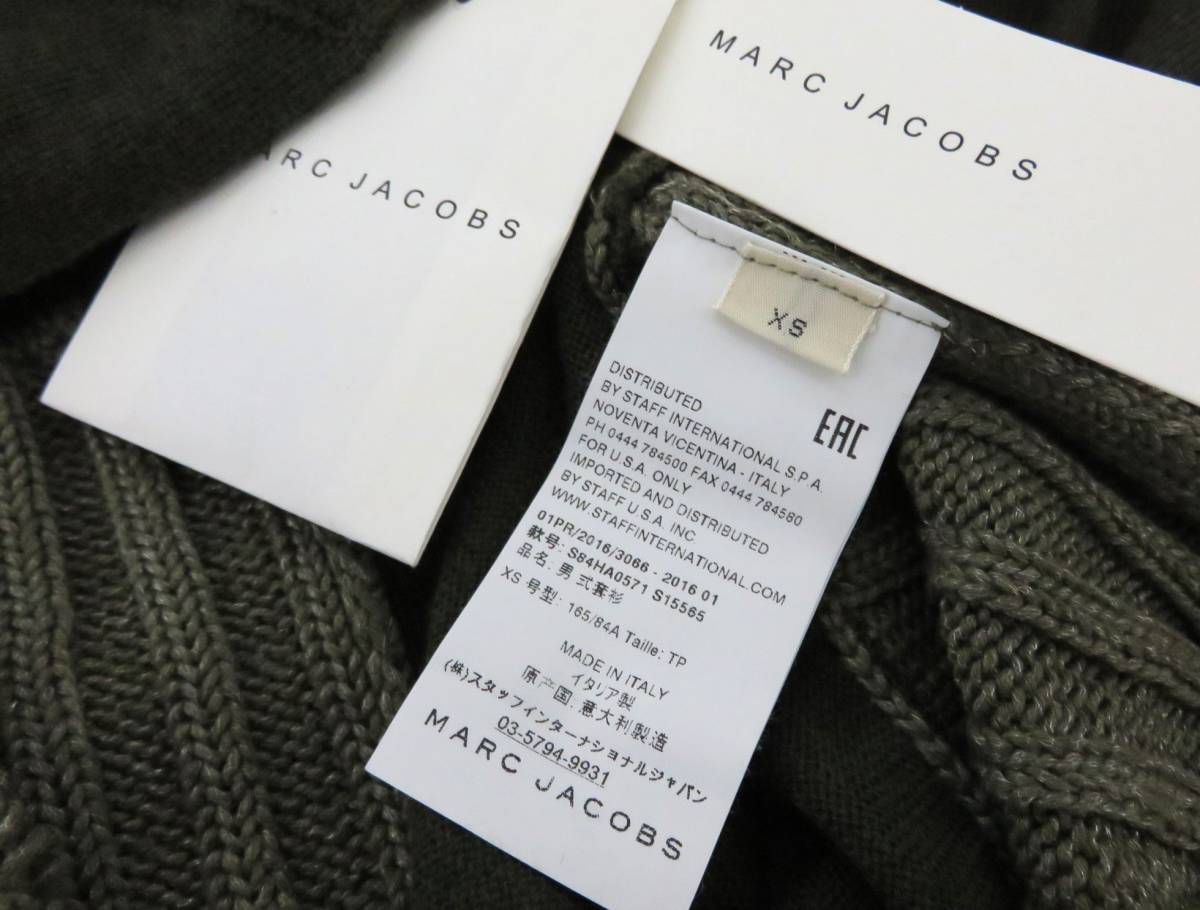 MARC JACOBS
ARC JACOBS
XS
DISTRIBUTED
BY STAFF INTERNATIONAL S.P.A.
NOVENTA VICENTINA - ITALY
PH 0444 784500 FAX 0444 784580
FOR U.S.A. ONLY
IMPORTED AND DISTRIBUTED
BY STAFF U.S.A. INC
WWW.STAFFINTERNATIONAL.COM
EAC
01PR/2016/3066 - 2016 01
款号: S84HA0571 S15565
品名: 男式套衫
XS 号型: 165/84A Taille: TP
MADE IN ITALY
イタリア製
原产国: 意大利製造
(株)スタッフインターナショナルジャパン
03-5794-9931
MARC JACOBS